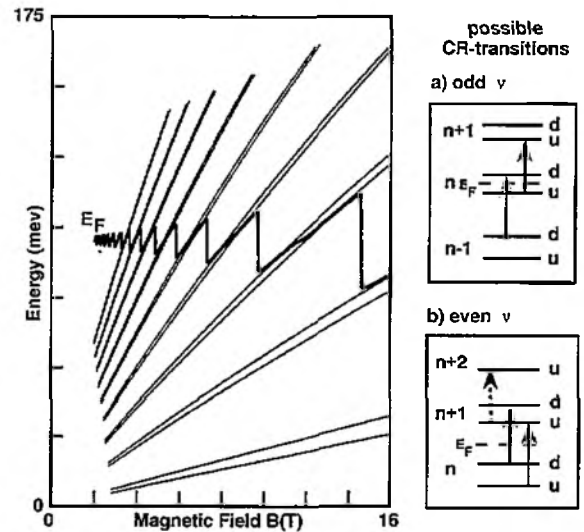 175
Energy (mev)
E_F
0
0
Magnetic Field B(T)
16
possible
CR-transitions
a) odd ν
n+1
d
u
d
n ε_F
u
d
n-1
u
b) even ν
n+2
u
d
n+1
u
E_F
d
n
u